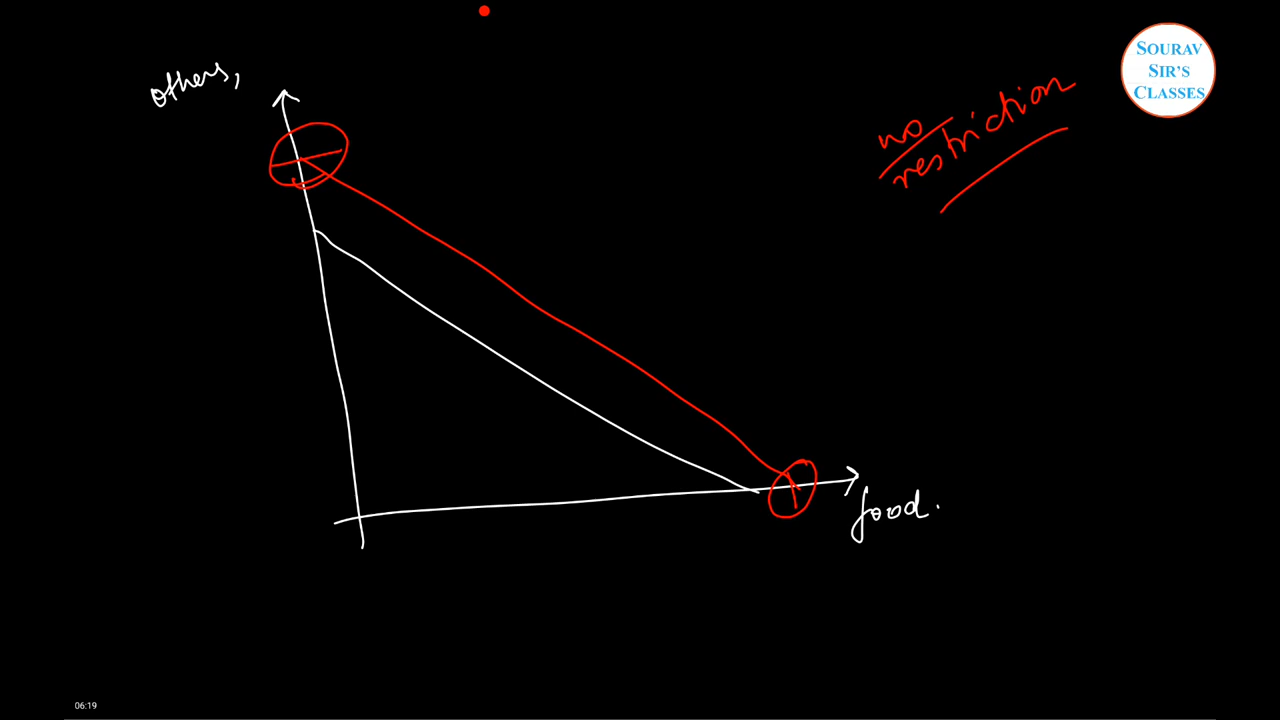 others,
no
restriction
SOURAV
SIR'S
CLASSES
food.
06:19